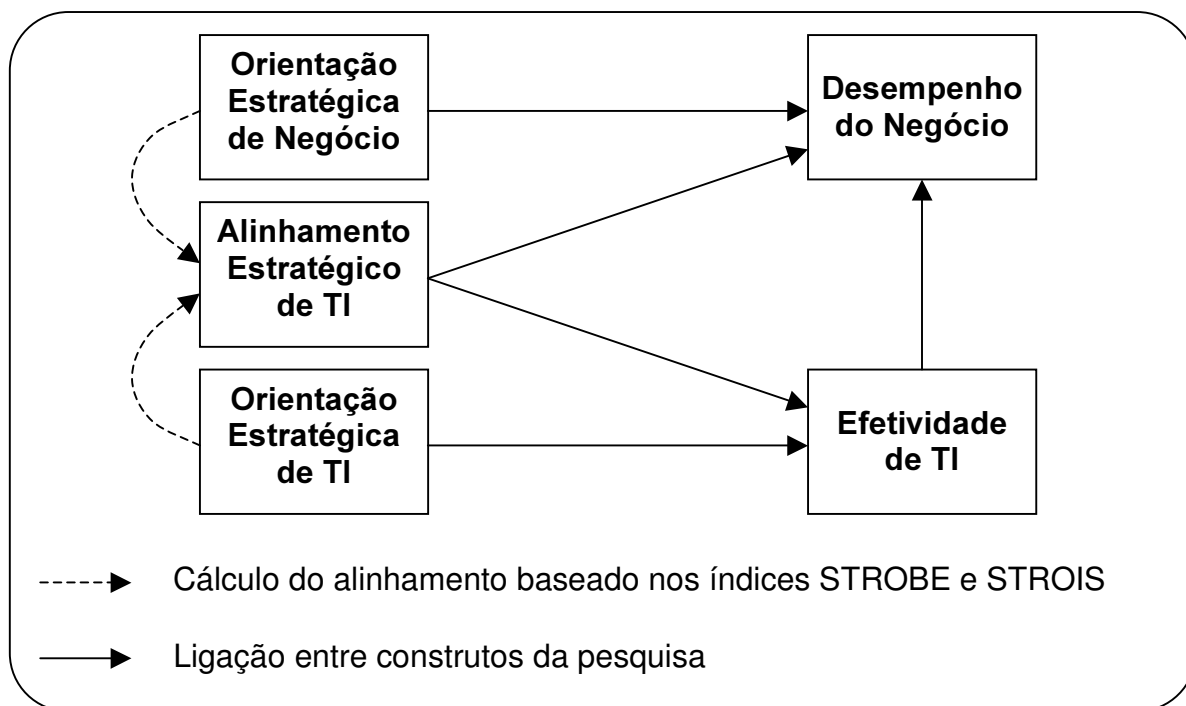 Orientação
Estratégica
de Negócio
Desempenho
do Negócio
Alinhamento
Estratégico
de TI
Orientação
Estratégica
de TI
Efetividade
de TI
Cálculo do alinhamento baseado nos índices STROBE e STROIS
Ligação entre construtos da pesquisa